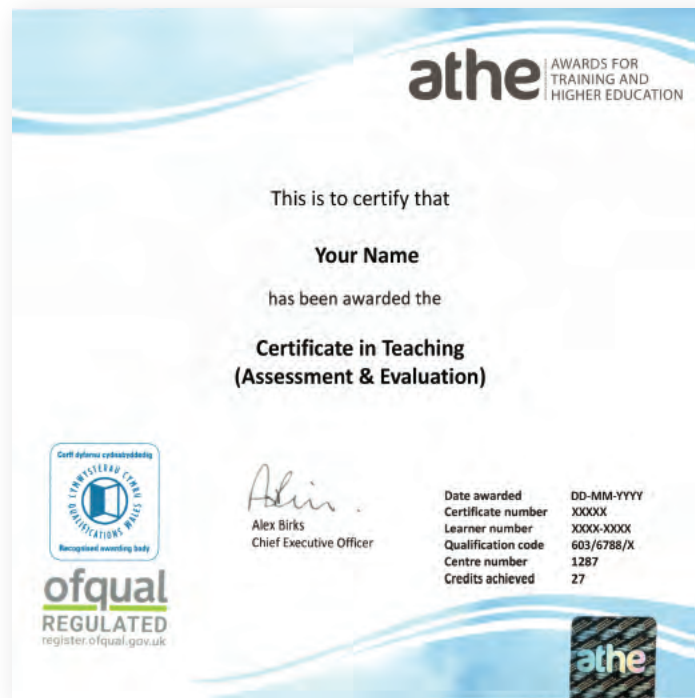 athe
AWARDS FOR
TRAINING AND
HIGHER EDUCATION
This is to certify that
Your Name
has been awarded the
Certificate in Teaching
(Assessment & Evaluation)
Corff dyfarnu cydnabyddedig
CYMWYSTERAU CYMRU
QUALIFICATIONS WALES
Recognised awarding body
ofqual
REGULATED
register.ofqual.gov.uk
Alex Birks
Chief Executive Officer
Date awarded DD-MM-YYYY
Certificate number XXXXX
Learner number XXXX-XXXX
Qualification code 603/6788/X
Centre number 1287
Credits achieved 27
athe